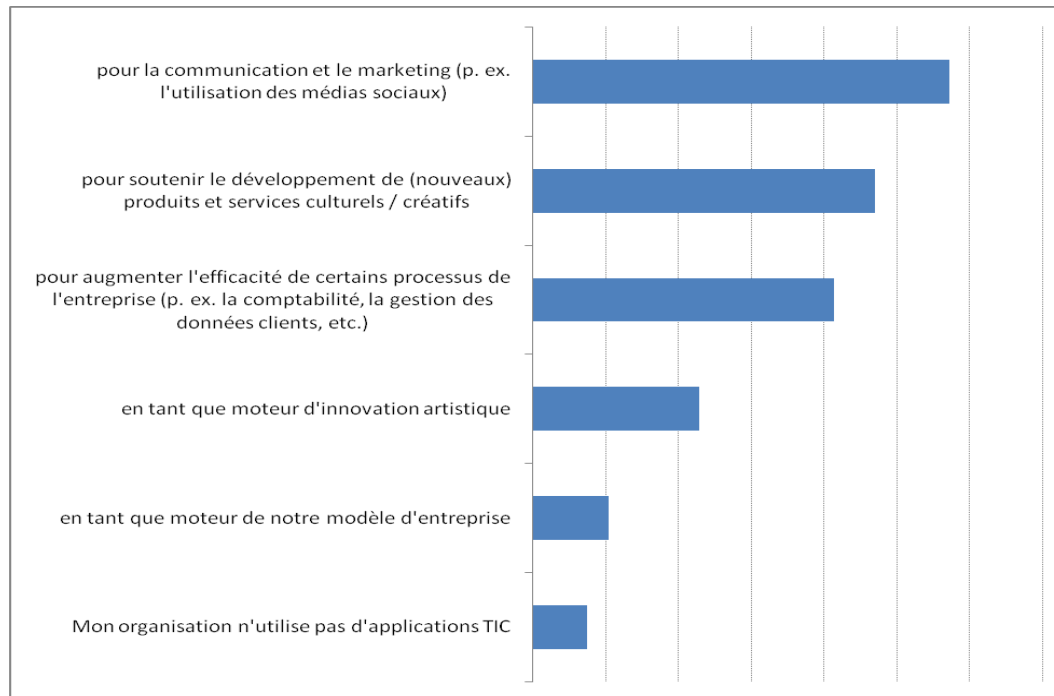 pour la communication et le marketing (p. ex.
l'utilisation des médias sociaux)
pour soutenir le développement de (nouveaux)
produits et services culturels / créatifs
pour augmenter l'efficacité de certains processus de
l'entreprise (p. ex. la comptabilité, la gestion des
données clients, etc.)
en tant que moteur d'innovation artistique
en tant que moteur de notre modèle d'entreprise
Mon organisation n'utilise pas d'applications TIC